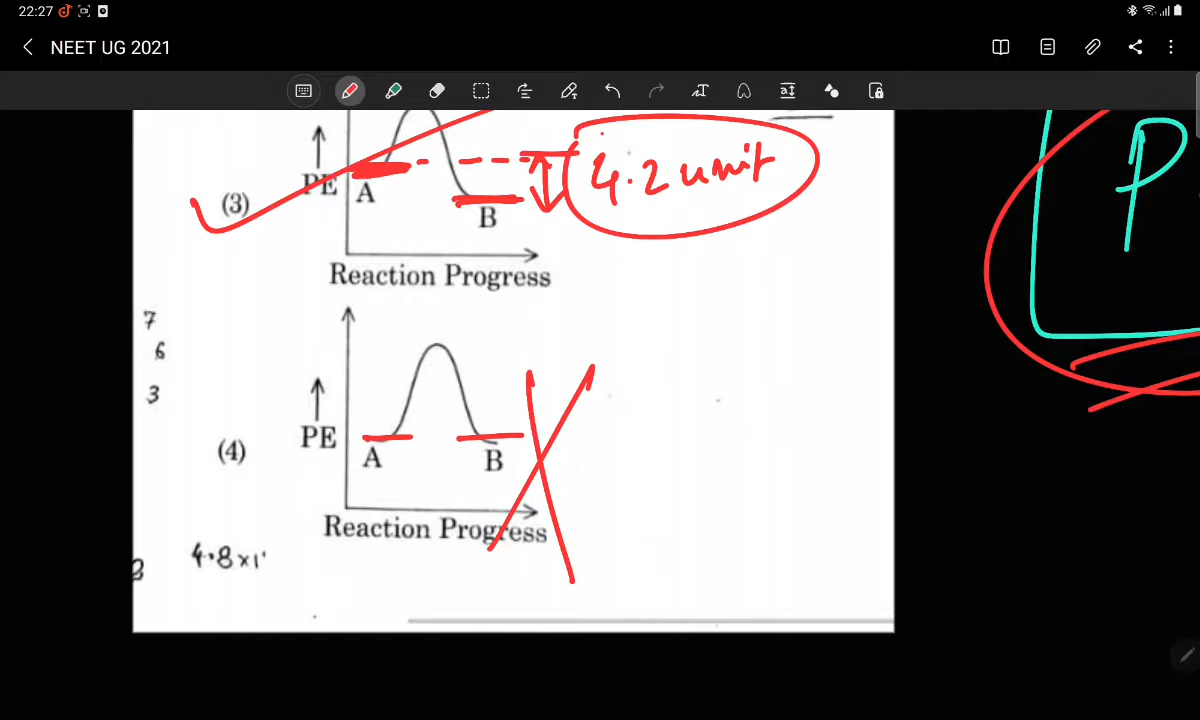 22:27
NEET UG 2021
PE
A
(3)
B
4.2 unit
Reaction Progress
P
7
6
3
PE
A
B
(4)
Reaction Progress
4.8×1